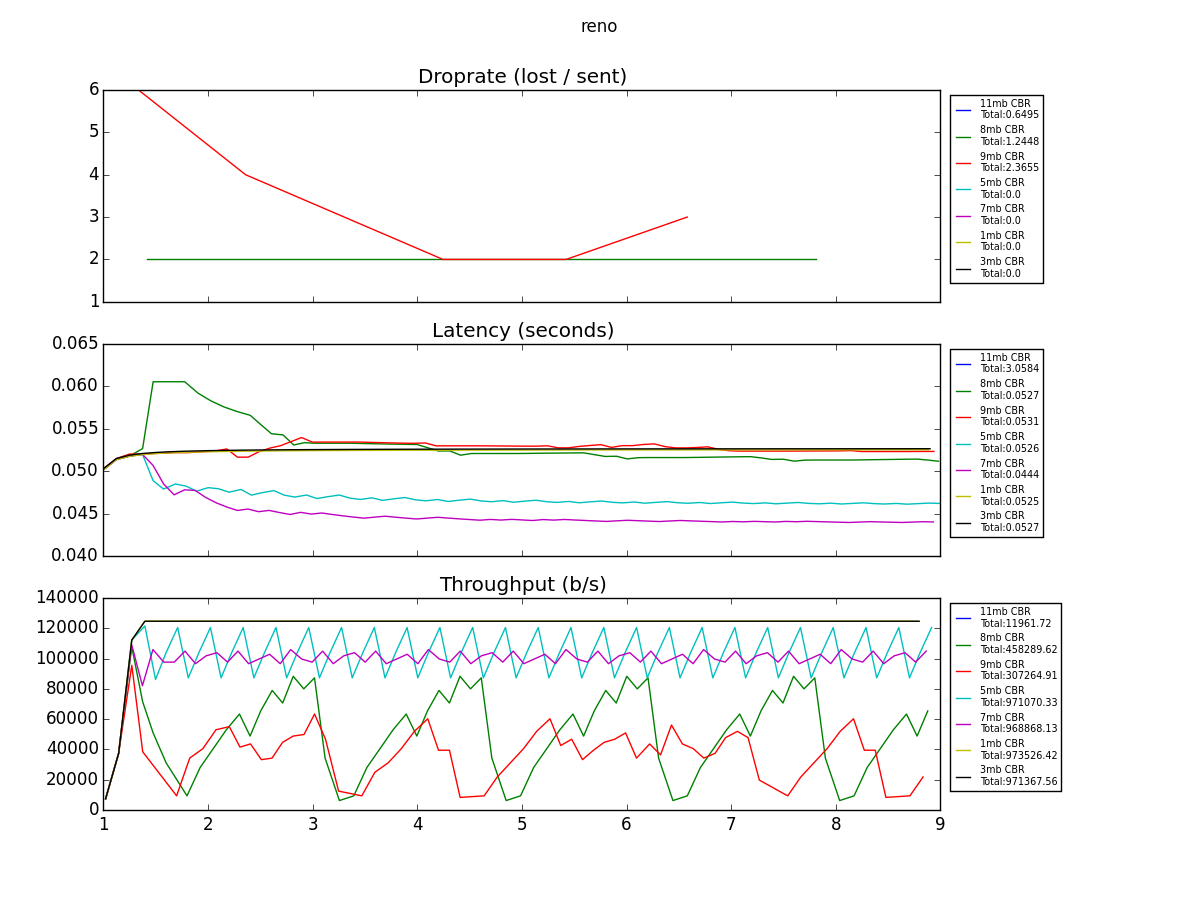 reno
Droprate (lost / sent)
6
5
4
3
2
1
11mb CBR
Total:0.6495
8mb CBR
Total:1.2448
9mb CBR
Total:2.3655
5mb CBR
Total:0.0
7mb CBR
Total:0.0
1mb CBR
Total:0.0
3mb CBR
Total:0.0
Latency (seconds)
0.065
0.060
0.055
0.050
0.045
0.040
11mb CBR
Total:3.0584
8mb CBR
Total:0.0527
9mb CBR
Total:0.0531
5mb CBR
Total:0.0526
7mb CBR
Total:0.0444
1mb CBR
Total:0.0525
3mb CBR
Total:0.0527
Throughput (b/s)
140000
120000
100000
80000
60000
40000
20000
0
1 2 3 4 5 6 7 8 9
11mb CBR
Total:11961.72
8mb CBR
Total:458289.62
9mb CBR
Total:307264.91
5mb CBR
Total:971070.33
7mb CBR
Total:968868.13
1mb CBR
Total:973526.42
3mb CBR
Total:971367.56